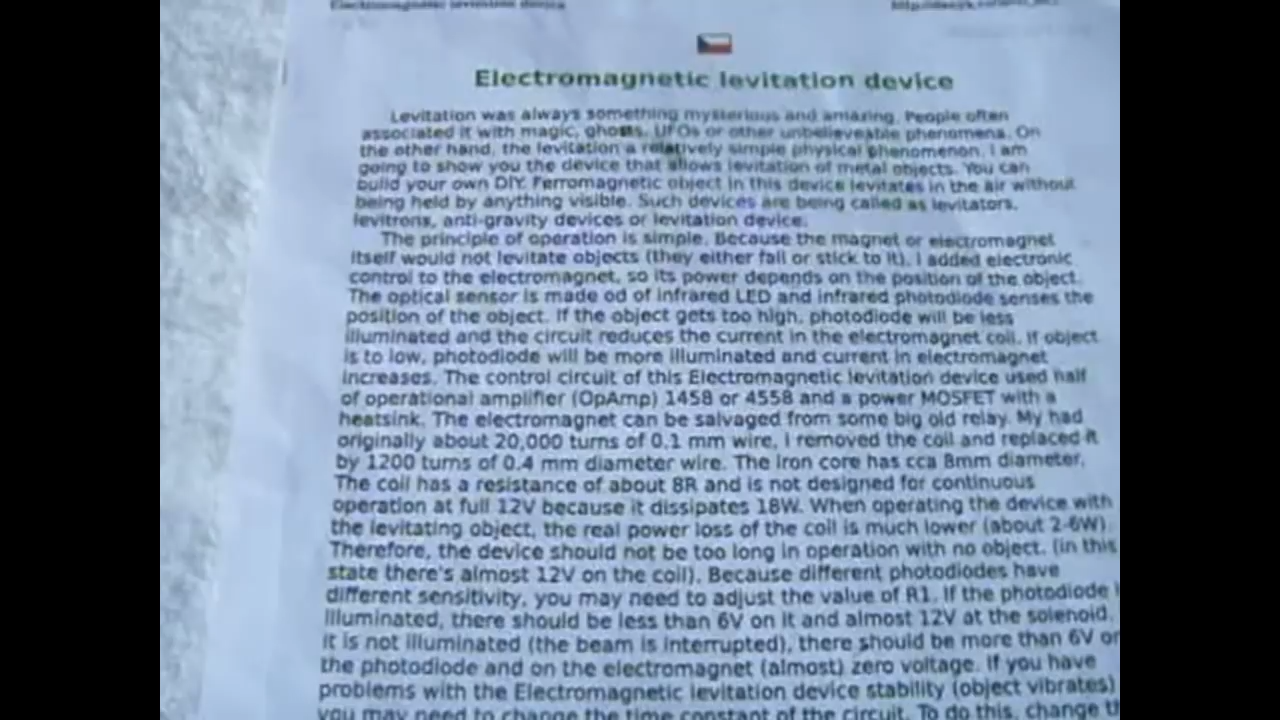 Electromagnetic levitation device
Electromagnetic levitation device
Levitation was always something mysterious and amazing. People often
associated it with magic, ghosts, UFOs or other unbelieveable phenomena. On
the other hand, the levitation a relatively simple physical phenomenon. I am
going to show you the device that allows levitation of metal objects. You can
build your own DIY. Ferromagnetic object in this device levitates in the air without
being held by anything visible. Such devices are being called as levitators,
levitrons, anti-gravity devices or levitation device.
The principle of operation is simple. Because the magnet or electromagnet
itself would not levitate objects (they either fall or stick to it), I added electronic
control to the electromagnet, so its power depends on the position of the object.
The optical sensor is made od of infrared LED and infrared photodiode senses the
position of the object. If the object gets too high, photodiode will be less
illuminated and the circuit reduces the current in the electromagnet coil. If object
is to low, photodiode will be more illuminated and current in electromagnet
increases. The control circuit of this Electromagnetic levitation device used half
of operational amplifier (OpAmp) 1458 or 4558 and a power MOSFET with a
heatsink. The electromagnet can be salvaged from some big old relay. My had
originally about 20,000 turns of 0.1 mm wire, I removed the coil and replaced it
by 1200 turns of 0.4 mm diameter wire. The iron core has cca 8mm diameter.
The coil has a resistance of about 8R and is not designed for continuous
operation at full 12V because it dissipates 18W. When operating the device with
the levitating object, the real power loss of the coil is much lower (about 2-6W)
Therefore, the device should not be too long in operation with no object. (in this
state there's almost 12V on the coil). Because different photodiodes have
different sensitivity, you may need to adjust the value of R1. If the photodiode
illuminated, there should be less than 6V on it and almost 12V at the solenoid.
it is not illuminated (the beam is interrupted), there should be more than 6V on
the photodiode and on the electromagnet (almost) zero voltage. If you have
problems with the Electromagnetic levitation device stability (object vibrates)
you may need to change the time constant of the circuit. To do this, change